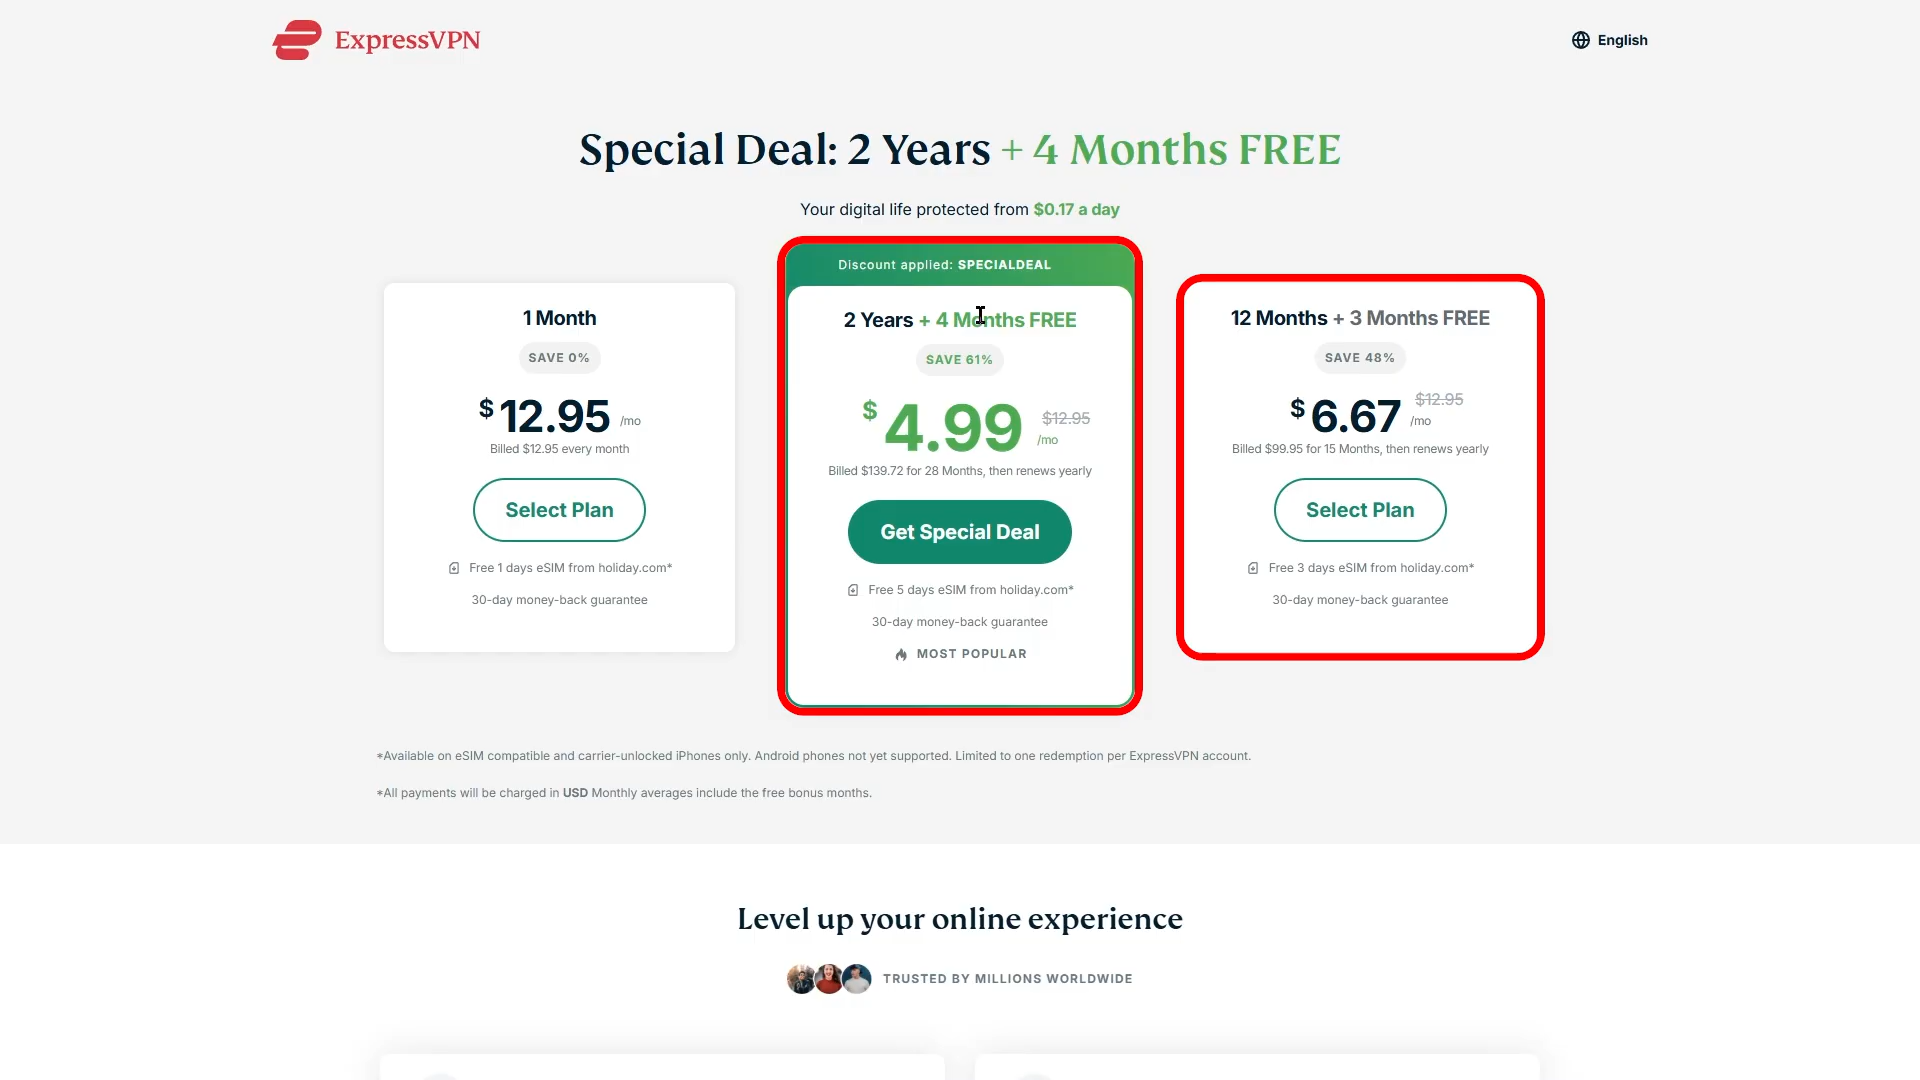 ExpressVPN
English
Special Deal: 2 Years + 4 Months FREE
Your digital life protected from $0.17 a day
1 Month
SAVE 0%
$12.95 /mo
Billed $12.95 every month
Select Plan
Free 1 days eSIM from holiday.com*
30-day money-back guarantee
Discount applied: SPECIALDEAL
2 Years + 4 Months FREE
SAVE 61%
$4.99 $12.95 /mo
Billed $139.72 for 28 Months, then renews yearly
Get Special Deal
Free 5 days eSIM from holiday.com*
30-day money-back guarantee
MOST POPULAR
12 Months + 3 Months FREE
SAVE 48%
$6.67 $12.95 /mo
Billed $99.95 for 15 Months, then renews yearly
Select Plan
Free 3 days eSIM from holiday.com*
30-day money-back guarantee
*Available on eSIM compatible and carrier-unlocked iPhones only. Android phones not yet supported. Limited to one redemption per ExpressVPN account.
*All payments will be charged in USD Monthly averages include the free bonus months.
Level up your online experience
TRUSTED BY MILLIONS WORLDWIDE